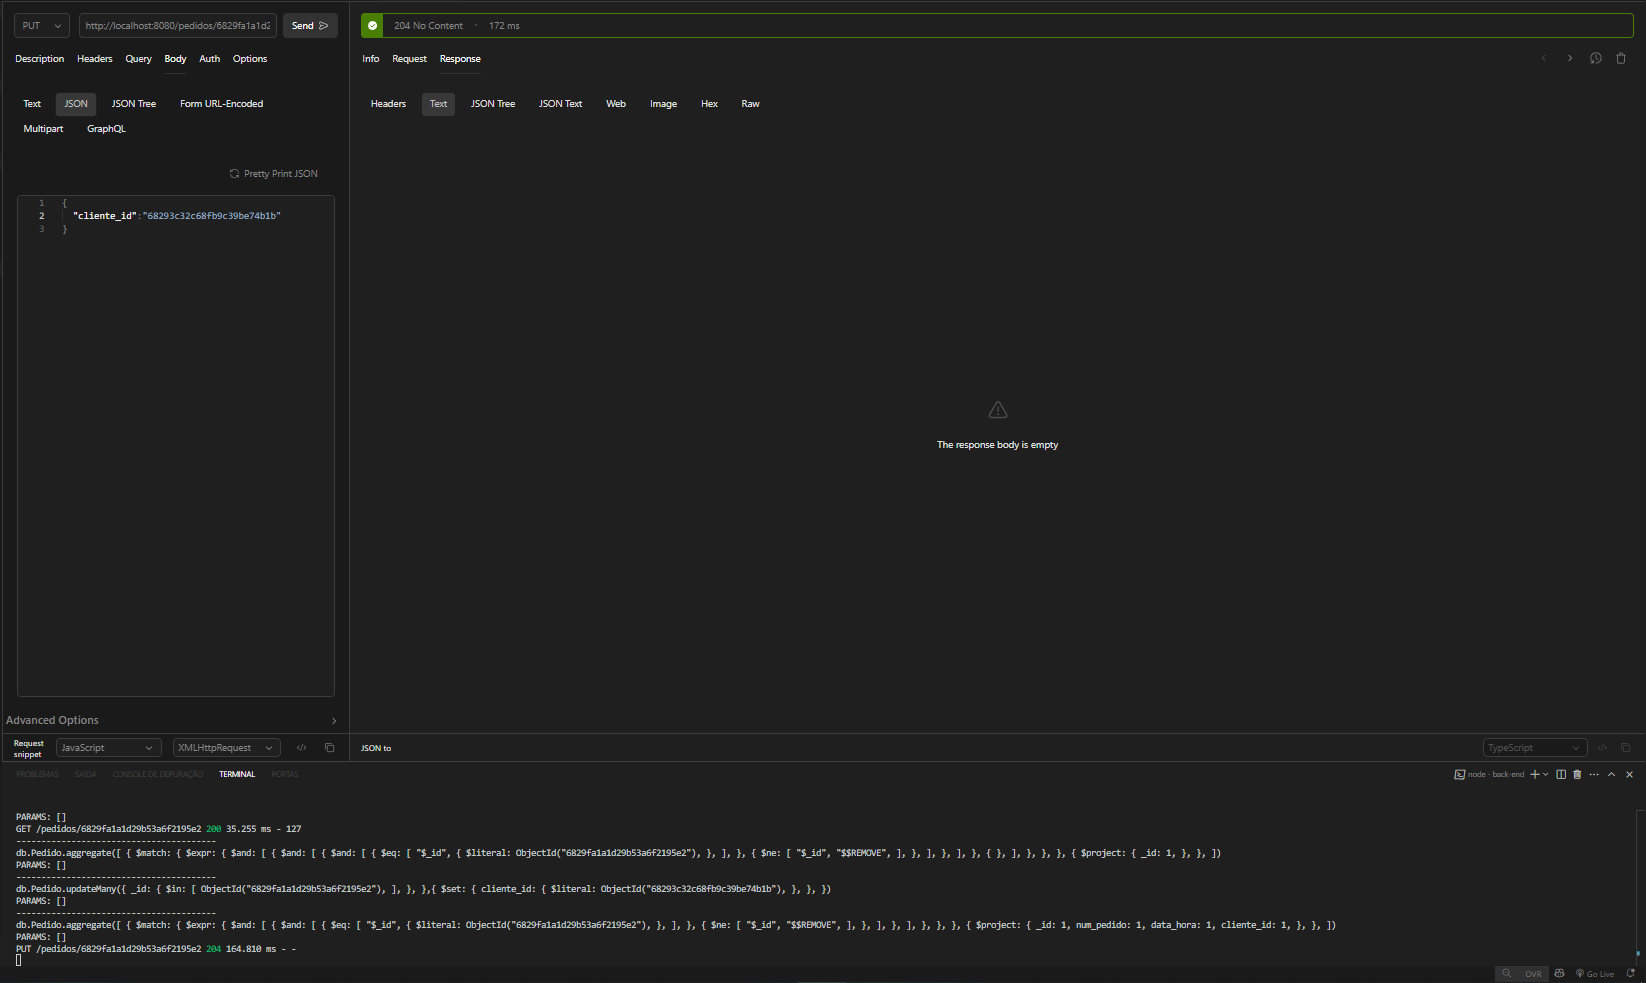 PUT
http://localhost:8080/pedidos/6829fa1a1d2
Send
204 No Content · 172 ms
Description Headers Query Body Auth Options
Info Request Response
Text JSON JSON Tree Form URL-Encoded
Multipart GraphQL
Headers Text JSON Tree JSON Text Web Image Hex Raw
Pretty Print JSON
1 {
2 "cliente_id":"68293c32c68fb9c39be74b1b"
3 }
The response body is empty
Advanced Options
Request snippet
JavaScript
XMLHttpRequest
JSON to
TypeScript
PROBLEMAS SAÍDA CONSOLE DE DEPURAÇÃO TERMINAL PORTAS
node - back-end
PARAMS: []
GET /pedidos/6829fa1a1d29b53a6f2195e2 200 35.255 ms - 127
----------------------------------------
db.Pedido.aggregate([ { $match: { $expr: { $and: [ { $and: [ { $and: [ { $eq: [ "$_id", { $literal: ObjectId("6829fa1a1d29b53a6f2195e2"), }, ], }, { $ne: [ "$_id", "$$REMOVE", ], }, ], }, ], }, { }, ], }, }, }, { $project: { _id: 1, }, }, ])
PARAMS: []
----------------------------------------
db.Pedido.updateMany({ _id: { $in: [ ObjectId("6829fa1a1d29b53a6f2195e2"), ], }, },{ $set: { cliente_id: { $literal: ObjectId("68293c32c68fb9c39be74b1b"), }, }, })
PARAMS: []
----------------------------------------
db.Pedido.aggregate([ { $match: { $expr: { $and: [ { $and: [ { $eq: [ "$_id", { $literal: ObjectId("6829fa1a1d29b53a6f2195e2"), }, ], }, { $ne: [ "$_id", "$$REMOVE", ], }, ], }, ], }, }, }, { $project: { _id: 1, num_pedido: 1, data_hora: 1, cliente_id: 1, }, }, ])
PARAMS: []
PUT /pedidos/6829fa1a1d29b53a6f2195e2 204 164.810 ms - -
OVR
Go Live